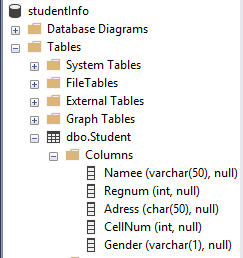 studentInfo
Database Diagrams
Tables
System Tables
FileTables
External Tables
Graph Tables
dbo.Student
Columns
Namee (varchar(50), null)
Regnum (int, null)
Adress (char(50), null)
CellNum (int, null)
Gender (varchar(1), null)